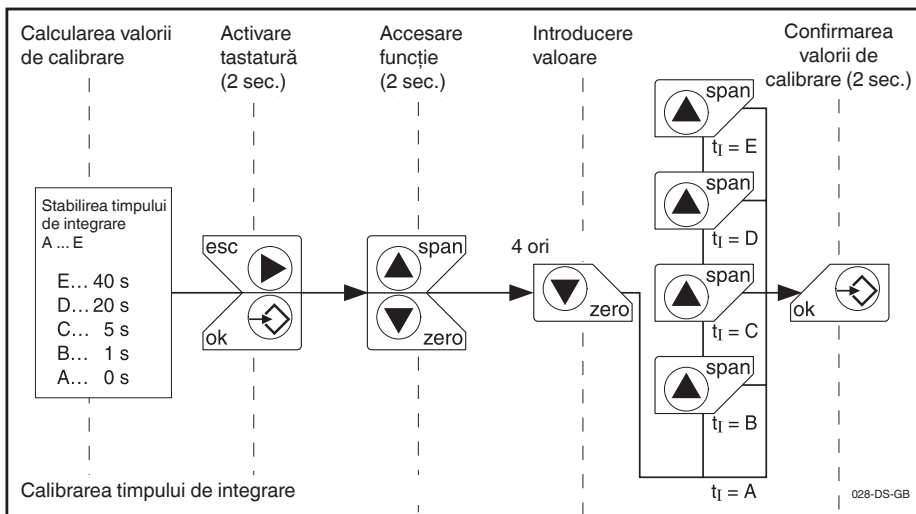 Calcularea valorii
de calibrare
Activare
tastatură
(2 sec.)
Accesare
funcție
(2 sec.)
Introducere
valoare
Confirmarea
valorii de
calibrare (2 sec.)
Stabilirea timpului
de integrare
A ... E
E... 40 s
D... 20 s
C... 5 s
B... 1 s
A... 0 s
esc
ok
span
zero
4 ori
zero
span
tI = E
span
tI = D
span
tI = C
span
tI = B
tI = A
ok
Calibrarea timpului de integrare
028-DS-GB